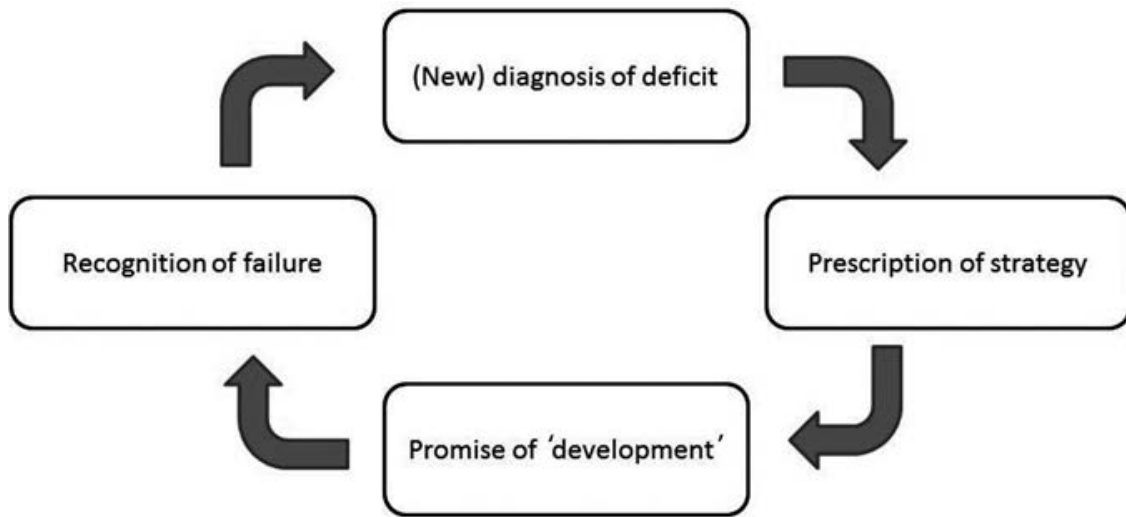 (New) diagnosis of deficit
Recognition of failure
Prescription of strategy
Promise of ‘development’